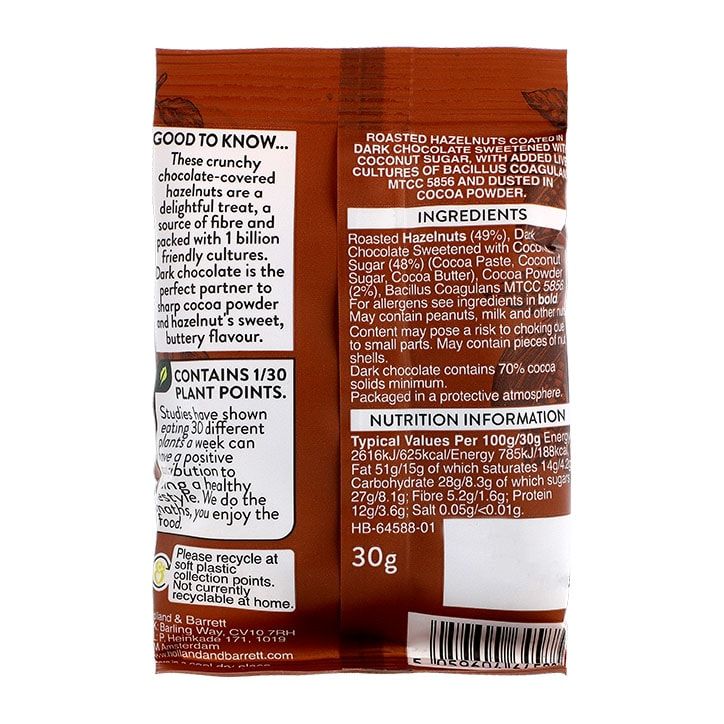 GOOD TO KNOW...
These crunchy
chocolate-covered
hazelnuts are a
delightful treat, a
source of fibre and
packed with 1 billion
friendly cultures.
Dark chocolate is the
perfect partner to
sharp cocoa powder
and hazelnut's sweet,
buttery flavour.
CONTAINS 1/30
PLANT POINTS.
Studies have shown
eating 30 different
plants a week can
a positive
to
a healthy
We do the
you enjoy the
food.
Please recycle at
soft plastic
collection points.
Not currently
recyclable at home.
& Barrett
Barling Way, CV10 7RH
P. Heinkade 171, 1019
Amsterdam
www.hollandandbarrett.com
ROASTED HAZELNUTS COATED IN
DARK CHOCOLATE SWEETENED WITH
COCONUT SUGAR, WITH ADDED LIVE
CULTURES OF BACILLUS COAGULANS
MTCC 5856 AND DUSTED IN
COCOA POWDER.
INGREDIENTS
Roasted Hazelnuts (49%), Dark
Chocolate Sweetened with Coconut
Sugar (48%) (Cocoa Paste, Coconut
Sugar, Cocoa Butter), Cocoa Powder
(2%), Bacillus Coagulans MTCC 5856
For allergens see ingredients in bold
May contain peanuts, milk and other nuts
Content may pose a risk to choking due
to small parts. May contain pieces of nut
shells.
Dark chocolate contains 70% cocoa
solids minimum.
Packaged in a protective atmosphere.
NUTRITION INFORMATION
Typical Values Per 100g/30g Energy
2616kJ/625kcal/Energy 785kJ/188kcal,
Fat 51g/15g of which saturates 14g/4.2g
Carbohydrate 28g/8.3g of which sugars
27g/8.1g; Fibre 5.2g/1.6g; Protein
12g/3.6g; Salt 0.05g/<0.01g.
HB-64588-01
30g